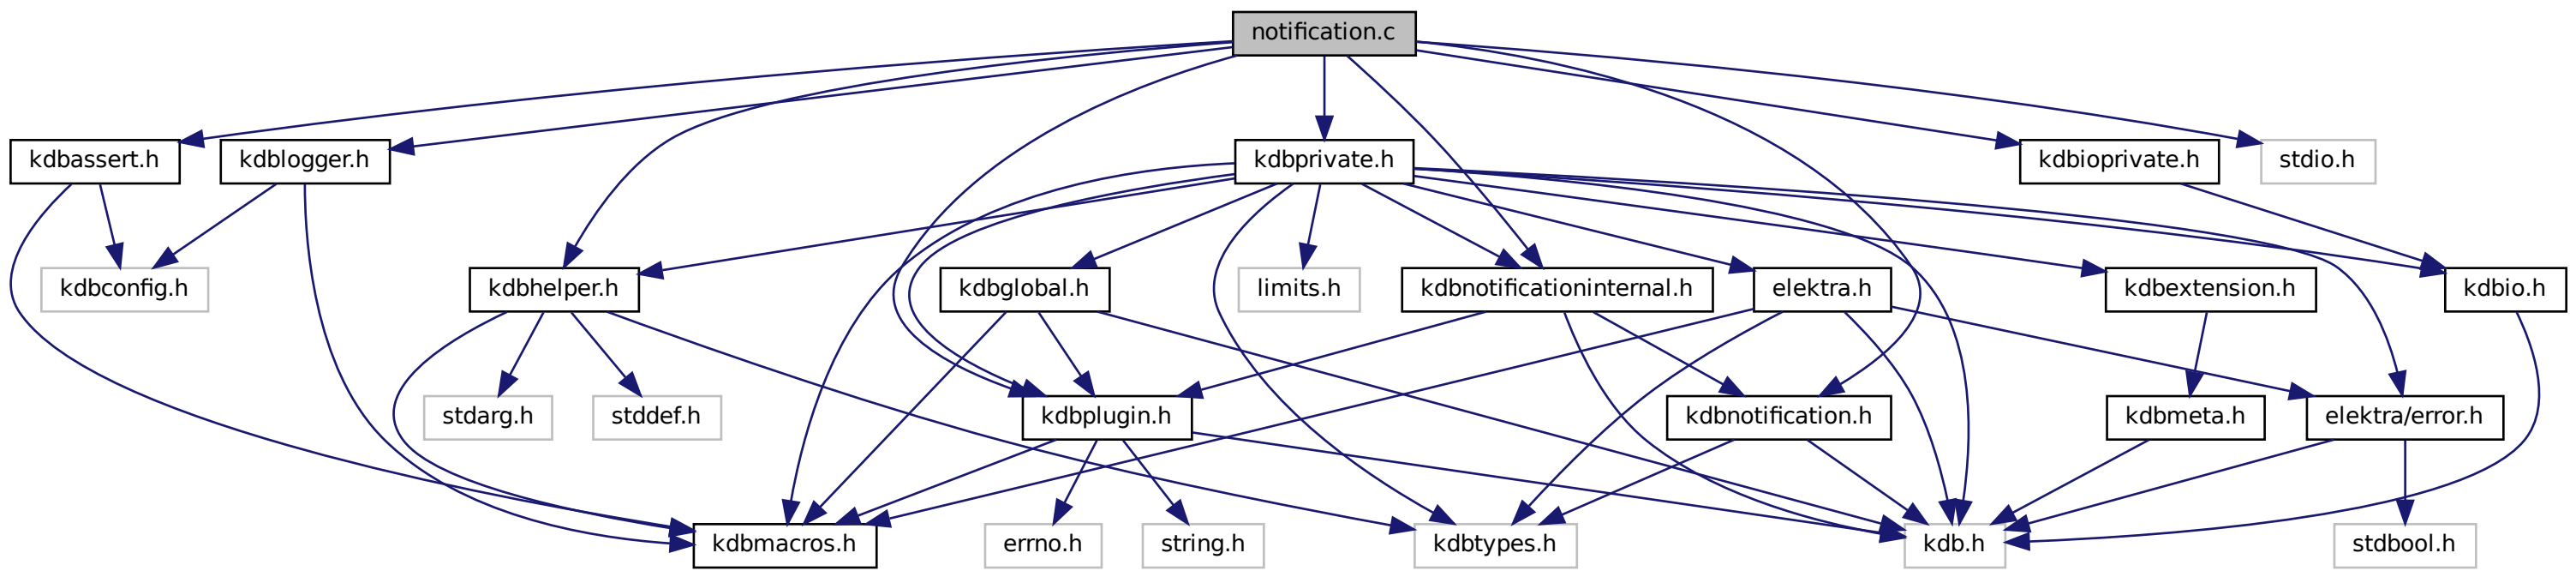 notification.c
kdbassert.h
kdblogger.h
kdbprivate.h
kdbioprivate.h
stdio.h
kdbconfig.h
kdbhelper.h
kdbglobal.h
limits.h
kdbnotificationinternal.h
elektra.h
kdbextension.h
kdbio.h
stdarg.h
stddef.h
kdbplugin.h
kdbnotification.h
kdbmeta.h
elektra/error.h
kdbmacros.h
errno.h
string.h
kdbtypes.h
kdb.h
stdbool.h